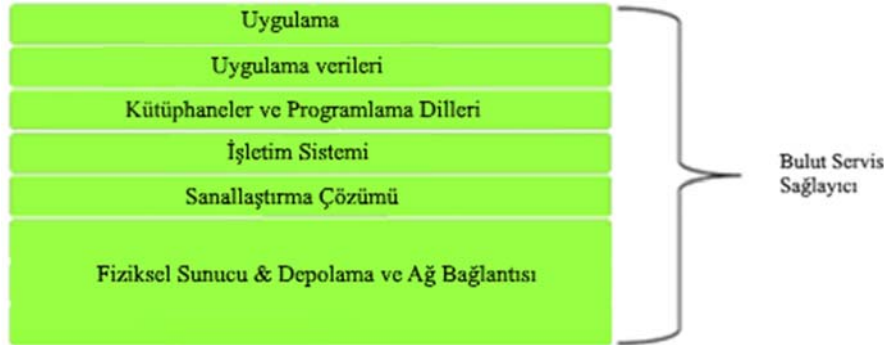 Uygulama
Uygulama verileri
Kütüphaneler ve Programlama Dilleri
İşletim Sistemi
Sanallaştırma Çözümü
Fiziksel Sunucu & Depolama ve Ağ Bağlantısı
Bulut Servis
Sağlayıcı